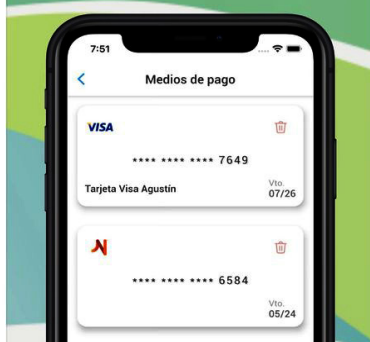 7:51
Medios de pago
VISA
**** **** **** 7649
Tarjeta Visa Agustín
Vto.
07/26
N
**** **** **** 6584
Vto.
05/24